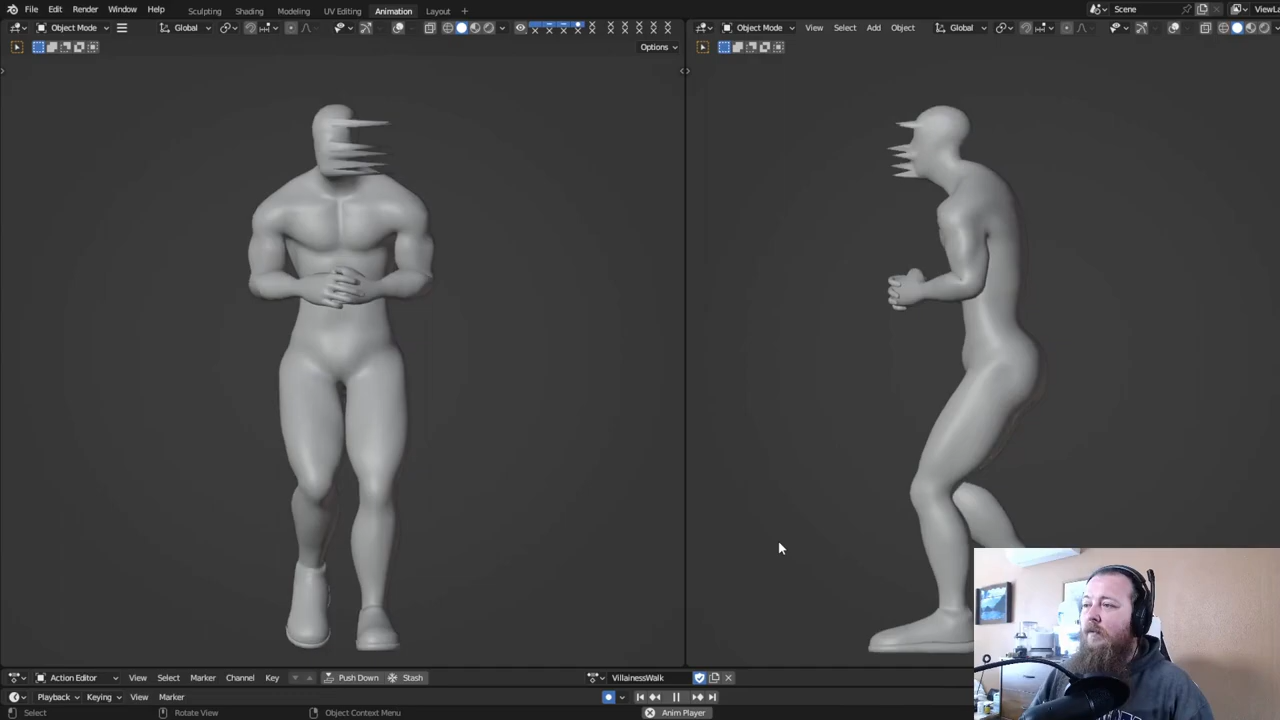 File Edit Render Window Help Sculpting Shading Modeling UV Editing Animation Layout + Scene ViewLa
Object Mode Global Object Mode View Select Add Object Global
Options
Action Editor View Select Marker Channel Key Push Down Stash VillainessWalk
Playback Keying View Marker
Select Rotate View Object Context Menu Anim Player